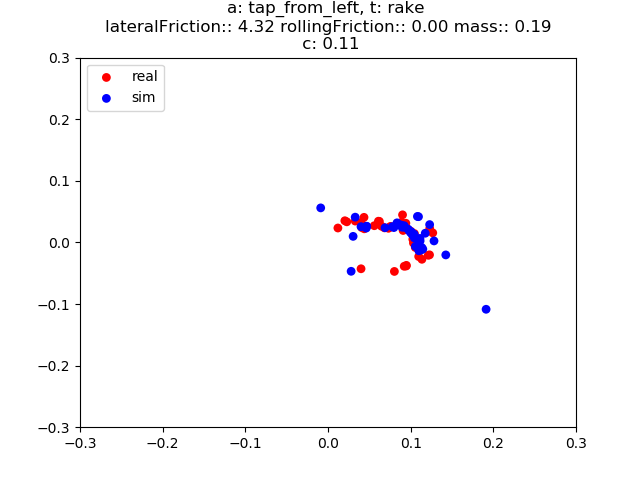 a: tap_from_left, t: rake
lateralFriction:: 4.32 rollingFriction:: 0.00 mass:: 0.19
c: 0.11
real
sim
0.3
0.2
0.1
0.0
−0.1
−0.2
−0.3
−0.3
−0.2
−0.1
0.0
0.1
0.2
0.3